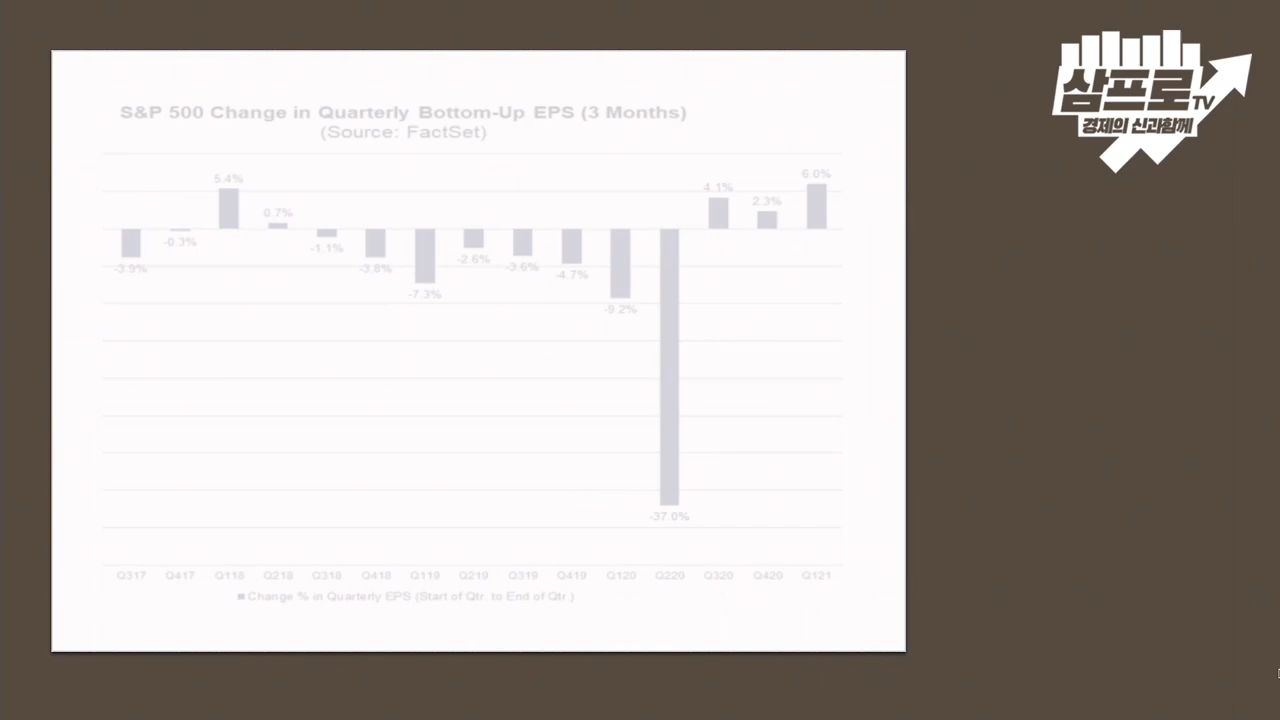 S&P 500 Change in Quarterly Bottom-Up EPS (3 Months)
(Source: FactSet)
-3.9%
-0.3%
5.4%
0.7%
-1.1%
-3.8%
-7.3%
-2.6%
-3.6%
-4.7%
-9.2%
-37.0%
4.1%
2.3%
6.0%
Q317 Q417 Q118 Q218 Q318 Q418 Q119 Q219 Q319 Q419 Q120 Q220 Q320 Q420 Q121
Change % in Quarterly EPS (Start of Qtr. to End of Qtr.)
삼프로TV
경제의 신과함께